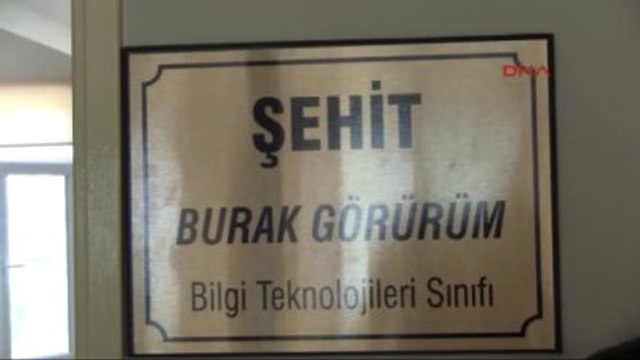 DHA
ŞEHİT
BURAK GÖRÜRÜM
Bilgi Teknolojileri Sınıfı